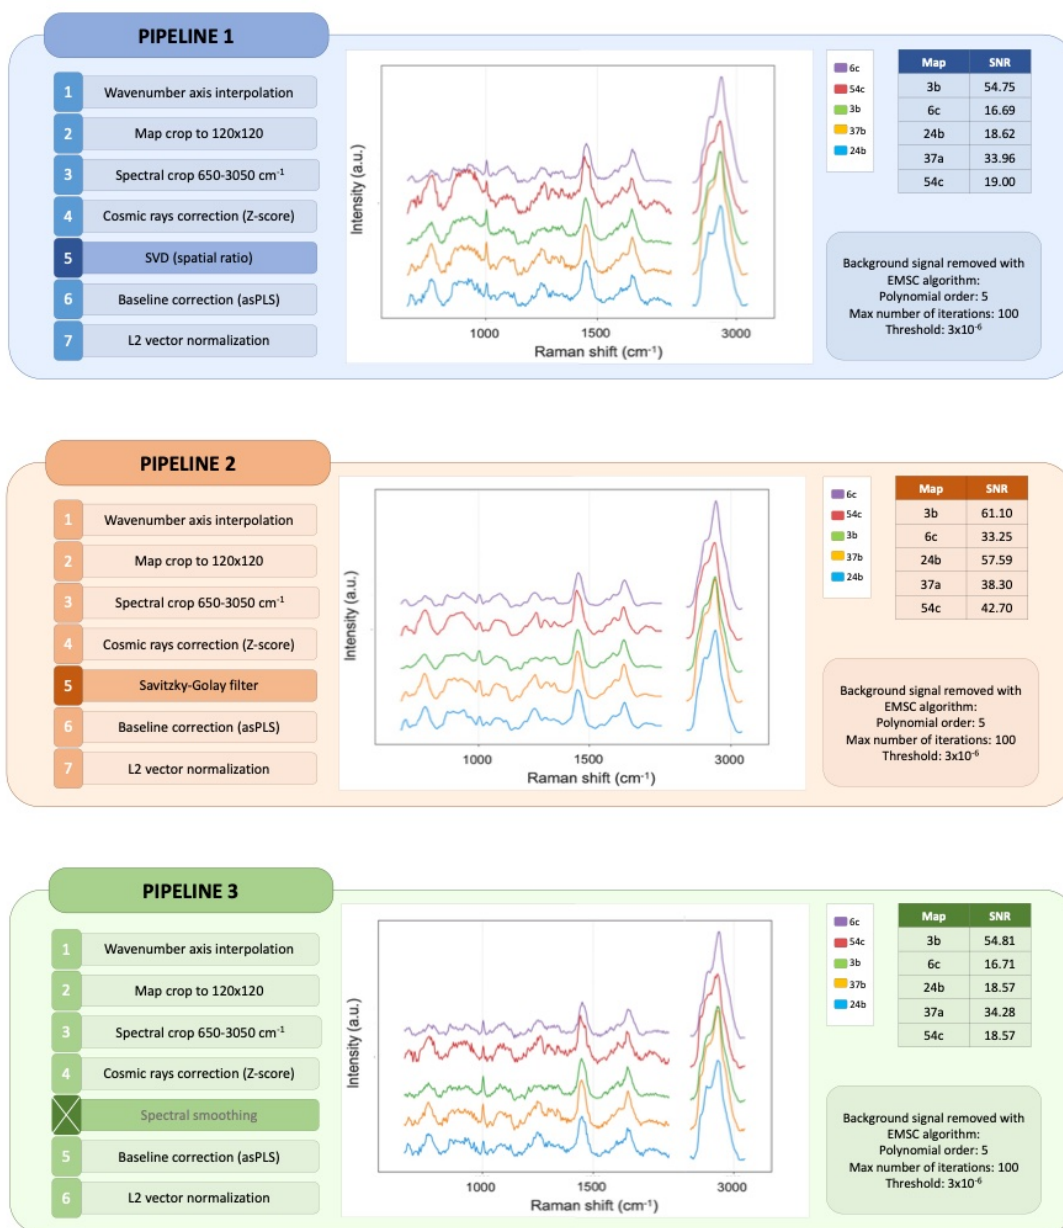 PIPELINE 1
1 Wavenumber axis interpolation
2 Map crop to 120x120
3 Spectral crop 650-3050 cm⁻¹
4 Cosmic rays correction (Z-score)
5 SVD (spatial ratio)
6 Baseline correction (asPLS)
7 L2 vector normalization
Intensity (a.u.)
1000 1500 3000
Raman shift (cm⁻¹)
6c
54c
3b
37b
24b
Map SNR
3b 54.75
6c 16.69
24b 18.62
37a 33.96
54c 19.00
Background signal removed with
EMSC algorithm:
Polynomial order: 5
Max number of iterations: 100
Threshold: 3x10⁻⁶
PIPELINE 2
1 Wavenumber axis interpolation
2 Map crop to 120x120
3 Spectral crop 650-3050 cm⁻¹
4 Cosmic rays correction (Z-score)
5 Savitzky-Golay filter
6 Baseline correction (asPLS)
7 L2 vector normalization
Intensity (a.u.)
1000 1500 3000
Raman shift (cm⁻¹)
6c
54c
3b
37b
24b
Map SNR
3b 61.10
6c 33.25
24b 57.59
37a 38.30
54c 42.70
Background signal removed with
EMSC algorithm:
Polynomial order: 5
Max number of iterations: 100
Threshold: 3x10⁻⁶
PIPELINE 3
1 Wavenumber axis interpolation
2 Map crop to 120x120
3 Spectral crop 650-3050 cm⁻¹
4 Cosmic rays correction (Z-score)
Spectral smoothing
5 Baseline correction (asPLS)
6 L2 vector normalization
Intensity (a.u.)
1000 1500 3000
Raman shift (cm⁻¹)
6c
54c
3b
37b
24b
Map SNR
3b 54.81
6c 16.71
24b 18.57
37a 34.28
54c 18.57
Background signal removed with
EMSC algorithm:
Polynomial order: 5
Max number of iterations: 100
Threshold: 3x10⁻⁶